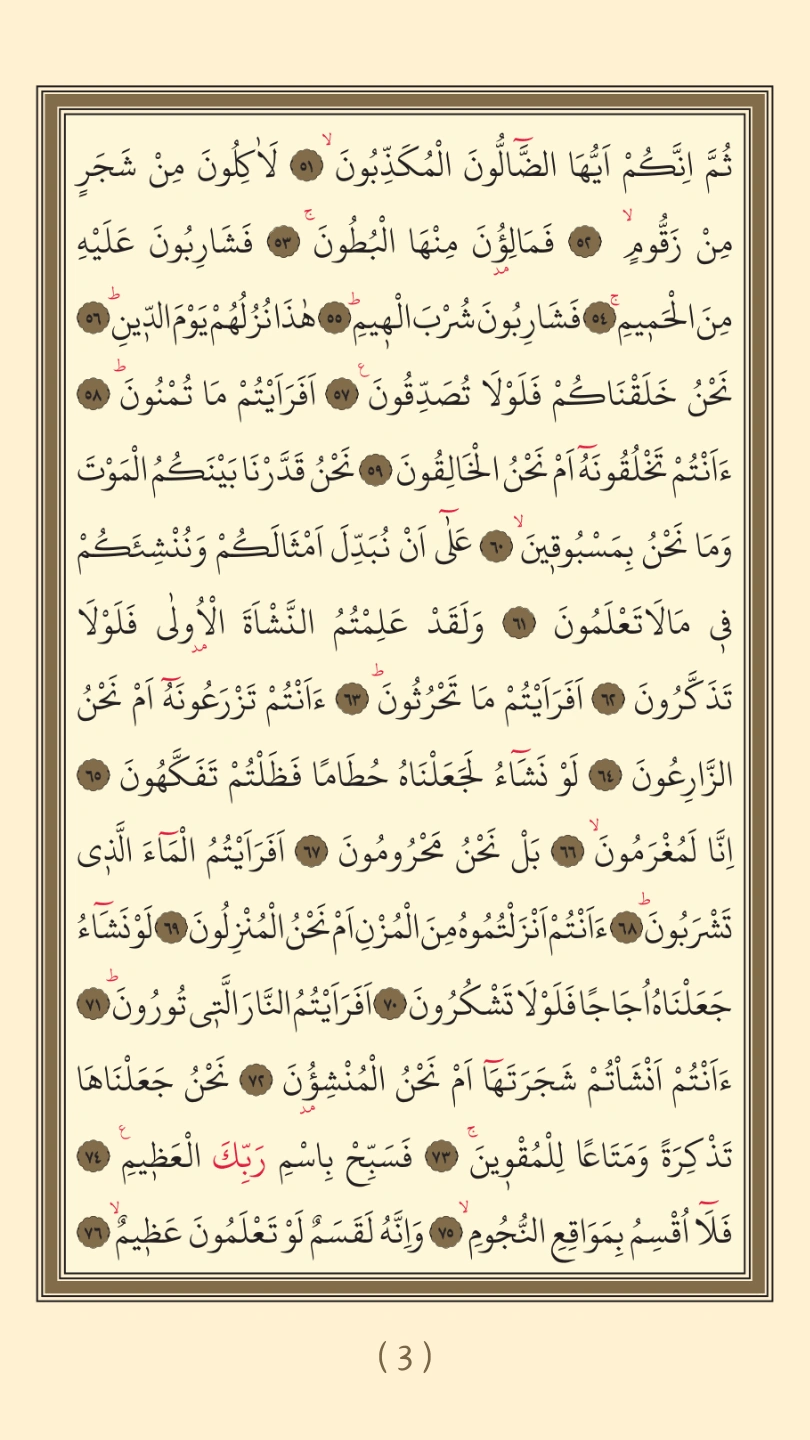 ثُمَّ اِنَّكُمْ اَيُّهَا الضَّٓالُّونَ الْمُكَذِّبُونَۙ ﴿٥١﴾ لَاٰكِلُونَ مِنْ شَجَرٍ
مِنْ زَقُّومٍۙ ﴿٥٢﴾ فَمَالِؤُ۫نَ مِنْهَا الْبُطُونَۚ ﴿٥٣﴾ فَشَارِبُونَ عَلَيْهِ
مِنَ الْحَم۪يمِۚ ﴿٥٤﴾ فَشَارِبُونَ شُرْبَ الْه۪يمِۜ ﴿٥٥﴾ هٰذَا نُزُلُهُمْ يَوْمَ الدّ۪ينِۜ ﴿٥٦﴾
نَحْنُ خَلَقْنَاكُمْ فَلَوْلَا تُصَدِّقُونَ ع ﴿٥٧﴾ اَفَرَاَيْتُمْ مَا تُمْنُونَۜ ﴿٥٨﴾
ءَاَنْتُمْ تَخْلُقُونَهُٓ اَمْ نَحْنُ الْخَالِقُونَ ﴿٥٩﴾ نَحْنُ قَدَّرْنَا بَيْنَكُمُ الْمَوْتَ
وَمَا نَحْنُ بِمَسْبُوق۪ينَۙ ﴿٦٠﴾ عَلٰٓى اَنْ نُبَدِّلَ اَمْثَالَكُمْ وَنُنْشِئَكُمْ
ف۪ي مَالَا تَعْلَمُونَ ﴿٦١﴾ وَلَقَدْ عَلِمْتُمُ النَّشْاَةَ الْاُو۫لٰى فَلَوْلَا
تَذَكَّرُونَ ﴿٦٢﴾ اَفَرَاَيْتُمْ مَا تَحْرُثُونَۜ ﴿٦٣﴾ ءَاَنْتُمْ تَزْرَعُونَهُٓ اَمْ نَحْنُ
الزَّارِعُونَ ﴿٦٤﴾ لَوْ نَشَٓاءُ لَجَعَلْنَاهُ حُطَامًا فَظَلْتُمْ تَفَكَّهُونَ ﴿٦٥﴾
اِنَّا لَمُغْرَمُونَۙ ﴿٦٦﴾ بَلْ نَحْنُ مَحْرُومُونَ ﴿٦٧﴾ اَفَرَاَيْتُمُ الْمَٓاءَ الَّذ۪ى
تَشْرَبُونَۜ ﴿٦٨﴾ ءَاَنْتُمْ اَنْزَلْتُمُوهُ مِنَ الْمُزْنِ اَمْ نَحْنُ الْمُنْزِلُونَ ﴿٦٩﴾ لَوْ نَشَٓاءُ
جَعَلْنَاهُ اُجَاجًا فَلَوْلَا تَشْكُرُونَ ﴿٧٠﴾ اَفَرَاَيْتُمُ النَّارَ الَّت۪ى تُورُونَۜ ﴿٧١﴾
ءَاَنْتُمْ اَنْشَاْتُمْ شَجَرَتَهَٓا اَمْ نَحْنُ الْمُنْشِؤُ۫نَ ﴿٧٢﴾ نَحْنُ جَعَلْنَاهَا
تَذْكِرَةً وَمَتَاعًا لِلْمُقْو۪ينَۚ ﴿٧٣﴾ فَسَبِّحْ بِاسْمِ رَبِّكَ الْعَظ۪يمِ ع ﴿٧٤﴾
فَلَٓا اُقْسِمُ بِمَوَاقِعِ النُّجُومِۙ ﴿٧٥﴾ وَاِنَّهُ لَقَسَمٌ لَوْ تَعْلَمُونَ عَظ۪يمٌۙ ﴿٧٦﴾
( 3 )